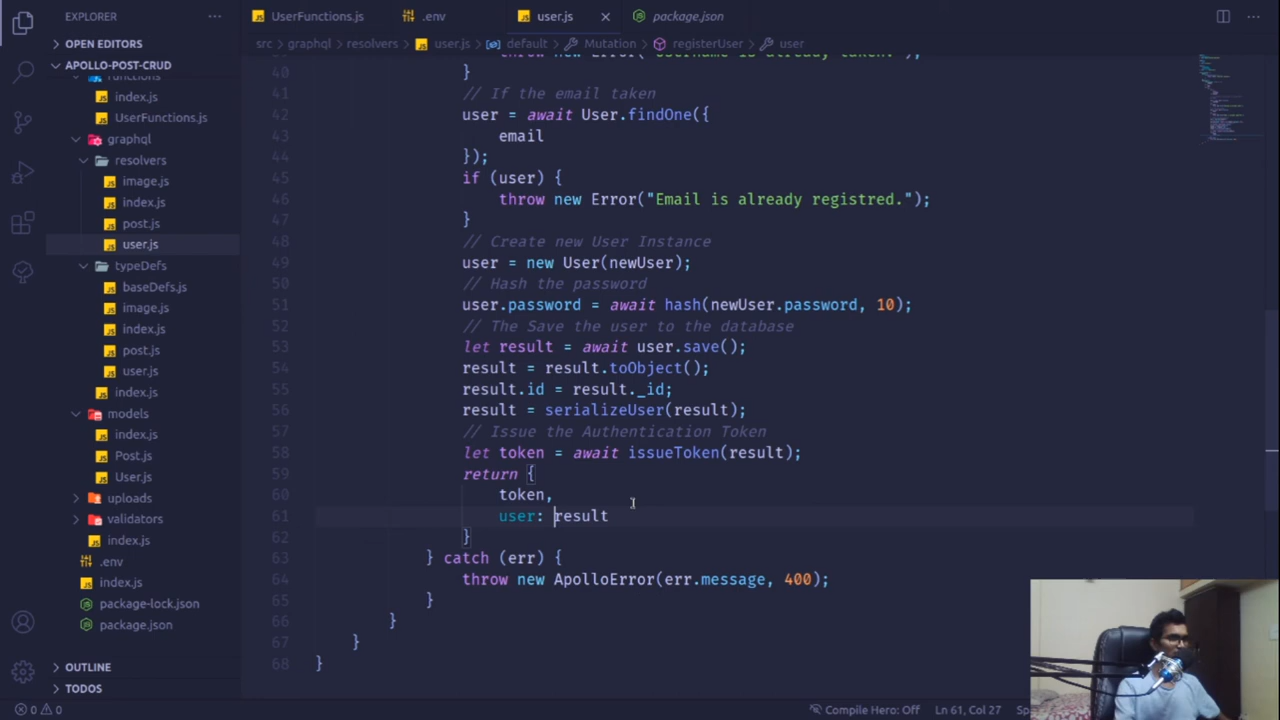 EXPLORER
UserFunctions.js
.env
user.js
package.json
OPEN EDITORS
src > graphql > resolvers > user.js > default > Mutation > registerUser > user
APOLLO-POST-CRUD
functions
index.js
UserFunctions.js
graphql
resolvers
image.js
index.js
post.js
user.js
typeDefs
baseDefs.js
image.js
index.js
post.js
user.js
index.js
models
index.js
Post.js
User.js
uploads
validators
index.js
.env
index.js
package-lock.json
package.json
OUTLINE
TODOS
throw new Error("Username is already taken.");
40 }
41 // If the email taken
42 user = await User.findOne({
43 email
44 });
45 if (user) {
46 throw new Error("Email is already registred.");
47 }
48 // Create new User Instance
49 user = new User(newUser);
50 // Hash the password
51 user.password = await hash(newUser.password, 10);
52 // The Save the user to the database
53 let result = await user.save();
54 result = result.toObject();
55 result.id = result._id;
56 result = serializeUser(result);
57 // Issue the Authentication Token
58 let token = await issueToken(result);
59 return {
60 token,
61 user: result
62 }
63 } catch (err) {
64 throw new ApolloError(err.message, 400);
65 }
66 }
67 }
68 }
0 0
Compile Hero: Off
Ln 61, Col 27